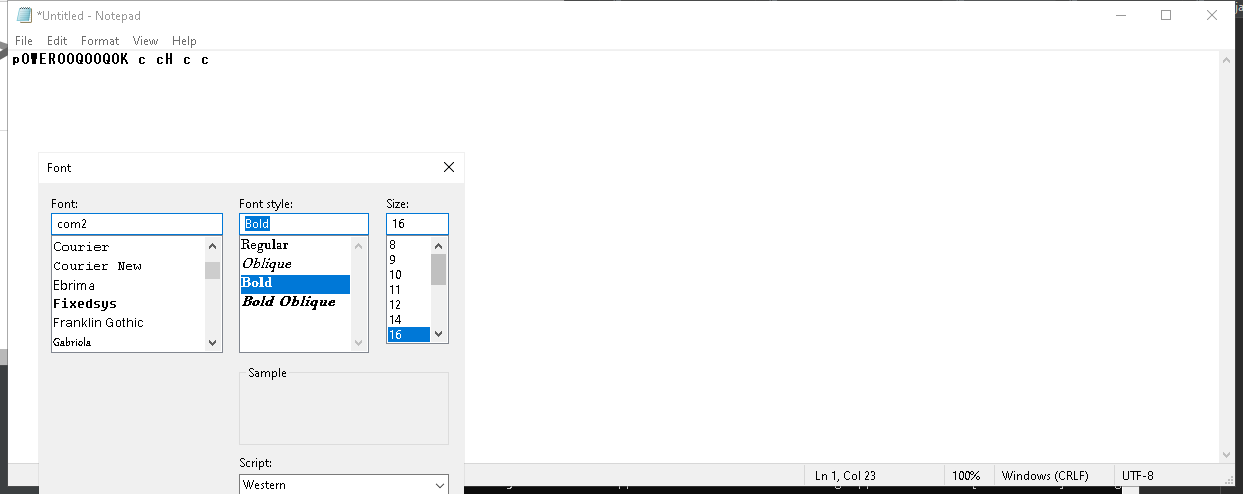 *Untitled - Notepad
File Edit Format View Help
pOWEROOQOOQOK c cH c c
Font
Font: Font style: Size:
com2 Bold 16
Courier
Courier New
Ebrima
Fixedsys
Franklin Gothic
Gabriola
Regular
Oblique
Bold
Bold Oblique
8
9
10
11
12
14
16
Sample
Script:
Western
Ln 1, Col 23 100% Windows (CRLF) UTF-8